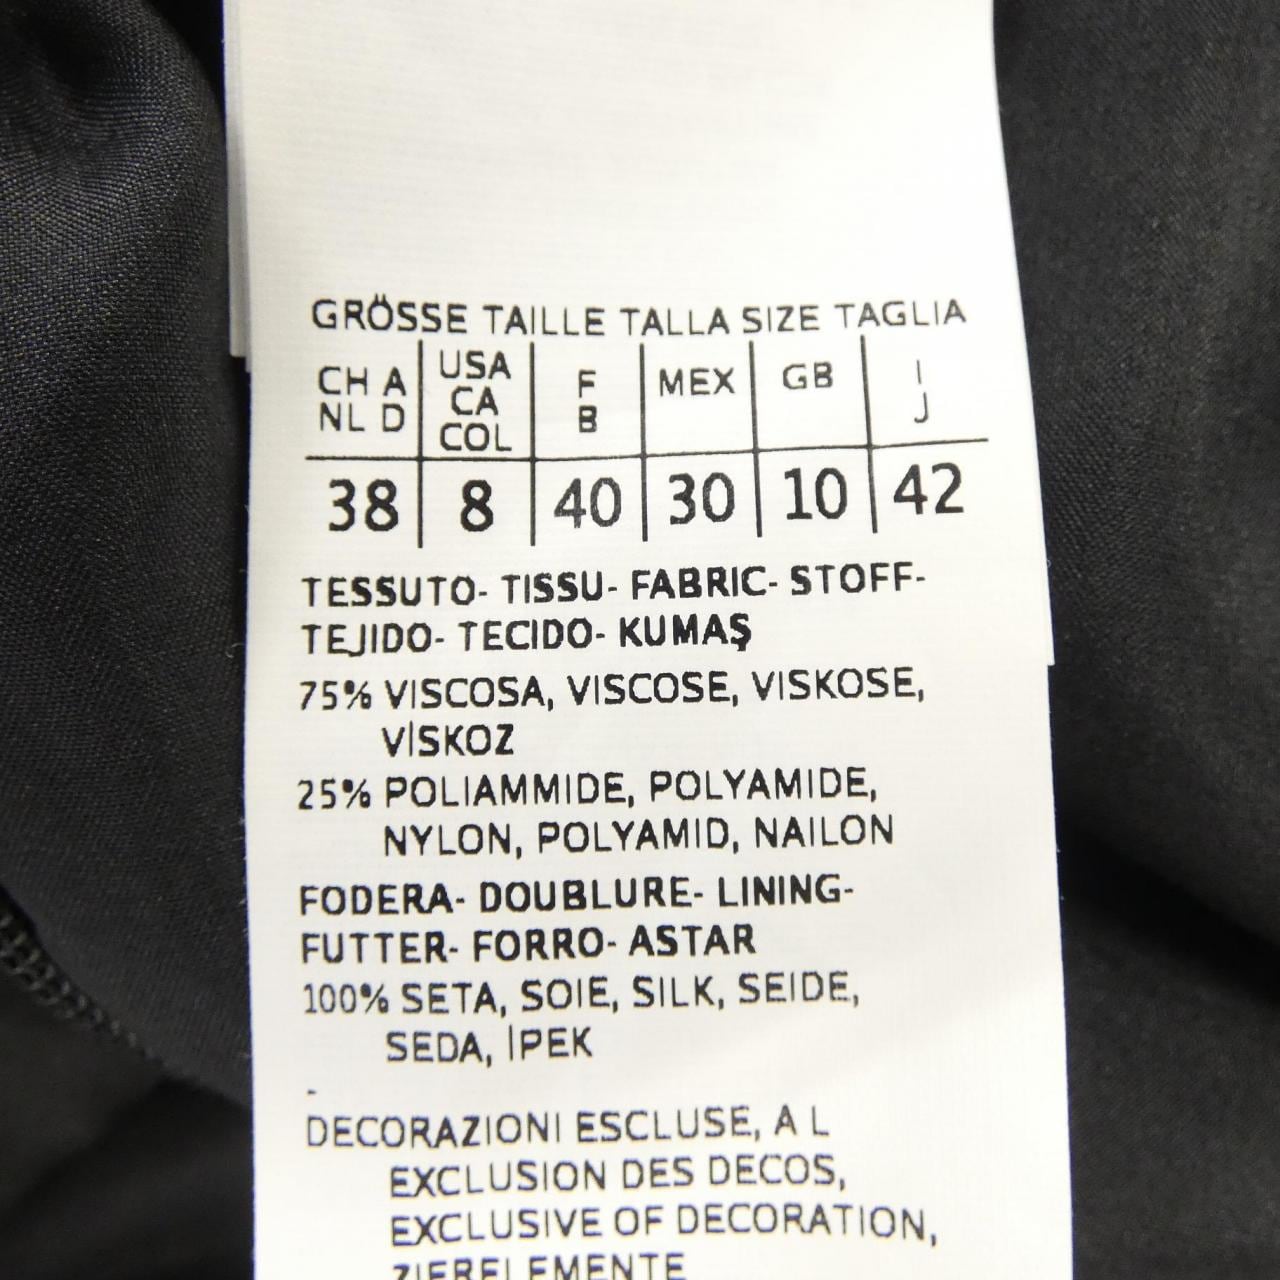 GRÖSSE TAILLE TALLA SIZE TAGLIA
CH A USA F MEX GB I
NL D CA B J
COL
38 8 40 30 10 42
TESSUTO- TISSU- FABRIC- STOFF-
TEJIDO- TECIDO- KUMAŞ
75% VISCOSA, VISCOSE, VISKOSE,
VİSKOZ
25% POLIAMMIDE, POLYAMIDE,
NYLON, POLYAMID, NAILON
FODERA- DOUBLURE- LINING-
FUTTER- FORRO- ASTAR
100% SETA, SOIE, SILK, SEIDE,
SEDA, İPEK
-
DECORAZIONI ESCLUSE, A L
EXCLUSION DES DECOS,
EXCLUSIVE OF DECORATION,
ZIERELEMENTE